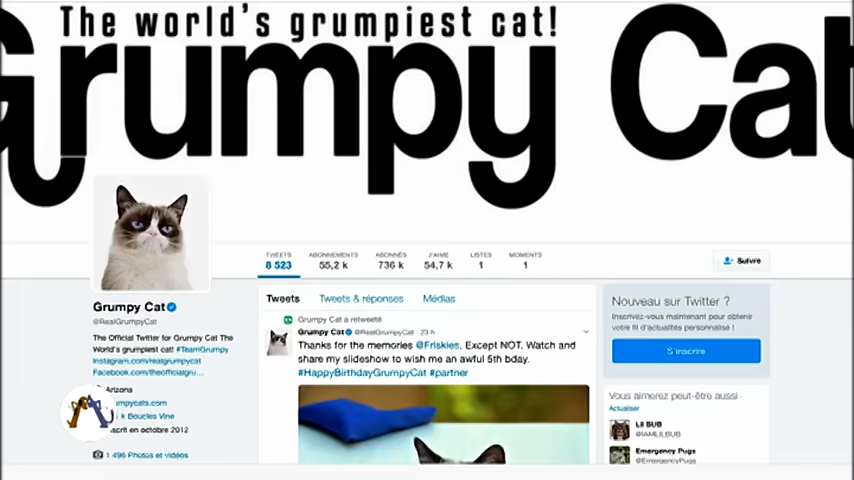 The world's grumpiest cat!
Grumpy Cat
TWEETS
8 523
ABONNEMENTS
55,2 k
ABONNÉS
736 k
J'AIME
54,7 k
LISTES
1
MOMENTS
1
Suivre
Grumpy Cat
@RealGrumpyCat
The Official Twitter for Grumpy Cat The
World's grumpiest cat! #TeamGrumpy
Instagram.com/realgrumpycat
Facebook.com/theofficialgru...
Arizona
k Boucles Vine
octobre 2012
1 496 Photos et vidéos
Tweets
Tweets & réponses
Médias
Grumpy Cat a retweeté
Grumpy Cat @RealGrumpyCat · 23 h
Thanks for the memories @Friskies. Except NOT. Watch and
share my slideshow to wish me an awful 5th bday.
#HappyBirthdayGrumpyCat #partner
Nouveau sur Twitter ?
Inscrivez-vous maintenant pour obtenir
votre fil d'actualités personnalisé !
S'inscrire
Vous aimerez peut-être aussi ·
Actualiser
Lil BUB
@IAMLILBUB
Emergency Pugs
@EmergencyPugs